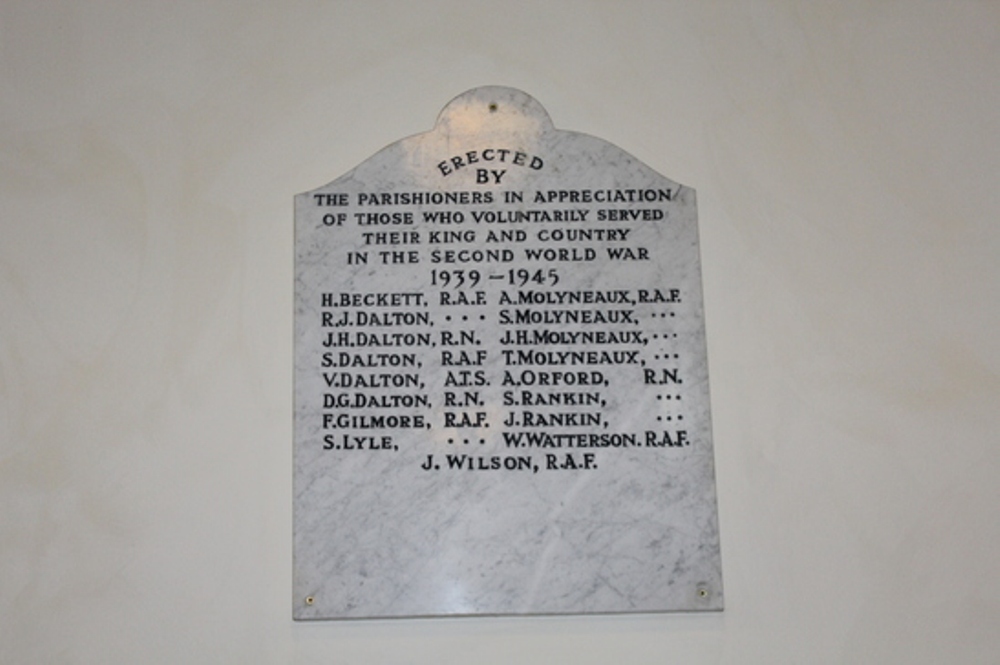 ERECTED
BY
THE PARISHIONERS IN APPRECIATION
OF THOSE WHO VOLUNTARILY SERVED
THEIR KING AND COUNTRY
IN THE SECOND WORLD WAR
1939 – 1945
H. BECKETT, R.A.F. A. MOLYNEAUX, R.A.F.
R.J. DALTON, · · · S. MOLYNEAUX, · · ·
J.H. DALTON, R.N. J.H. MOLYNEAUX, · · ·
S. DALTON, R.A.F T. MOLYNEAUX, · · ·
V. DALTON, A.T.S. A. ORFORD, R.N.
D.G. DALTON, R.N. S. RANKIN, · · ·
F. GILMORE, R.A.F. J. RANKIN, · · ·
S. LYLE, · · · W. WATTERSON. R.A.F.
J. WILSON, R.A.F.